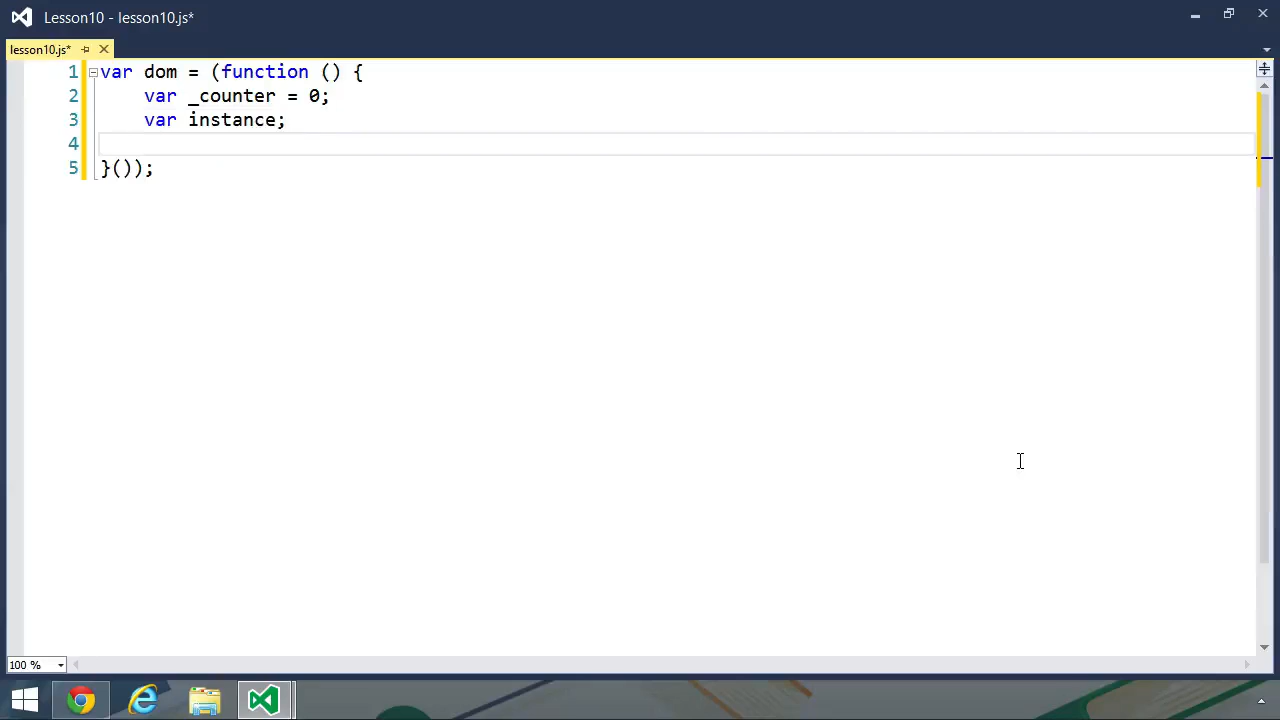 Lesson10 - lesson10.js*
lesson10.js*
1 var dom = (function () {
2 var _counter = 0;
3 var instance;
4
5 }());
100 %